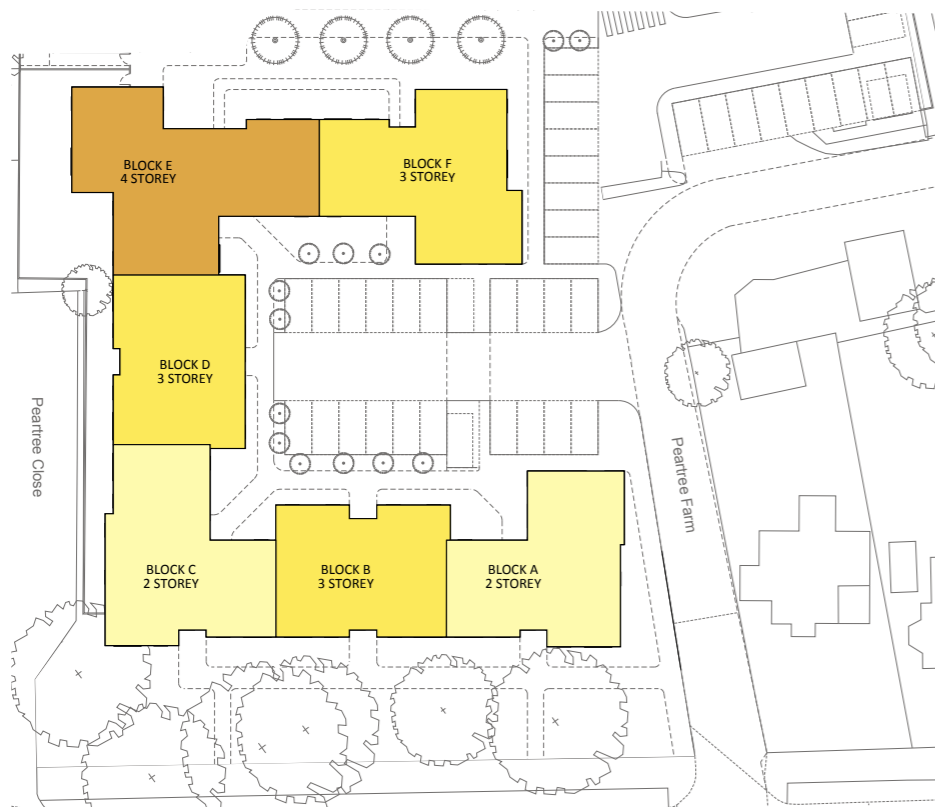 BLOCK E
4 STOREY
BLOCK F
3 STOREY
BLOCK D
3 STOREY
Peartree Close
Peartree Farm
BLOCK C
2 STOREY
BLOCK B
3 STOREY
BLOCK A
2 STOREY